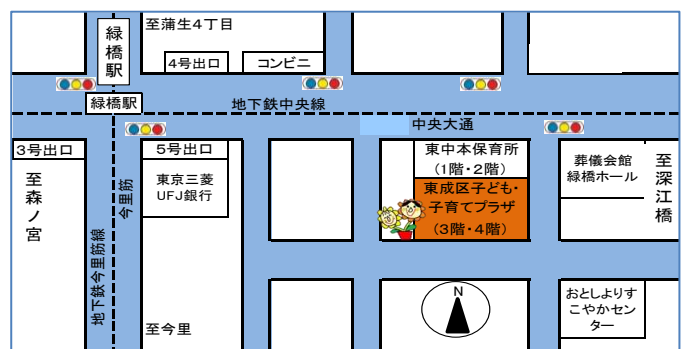 至蒲生4丁目
緑橋駅
4号出口
コンビニ
緑橋駅
地下鉄中央線
中央大通
3号出口
5号出口
東中本保育所
(1階・2階)
葬儀会館
緑橋ホール
至深江橋
至森ノ宮
今里筋
東京三菱
UFJ銀行
東成区子ども・
子育てプラザ
(3階・4階)
地下鉄今里筋線
至今里
N
おとしよりす
こやかセン
ター